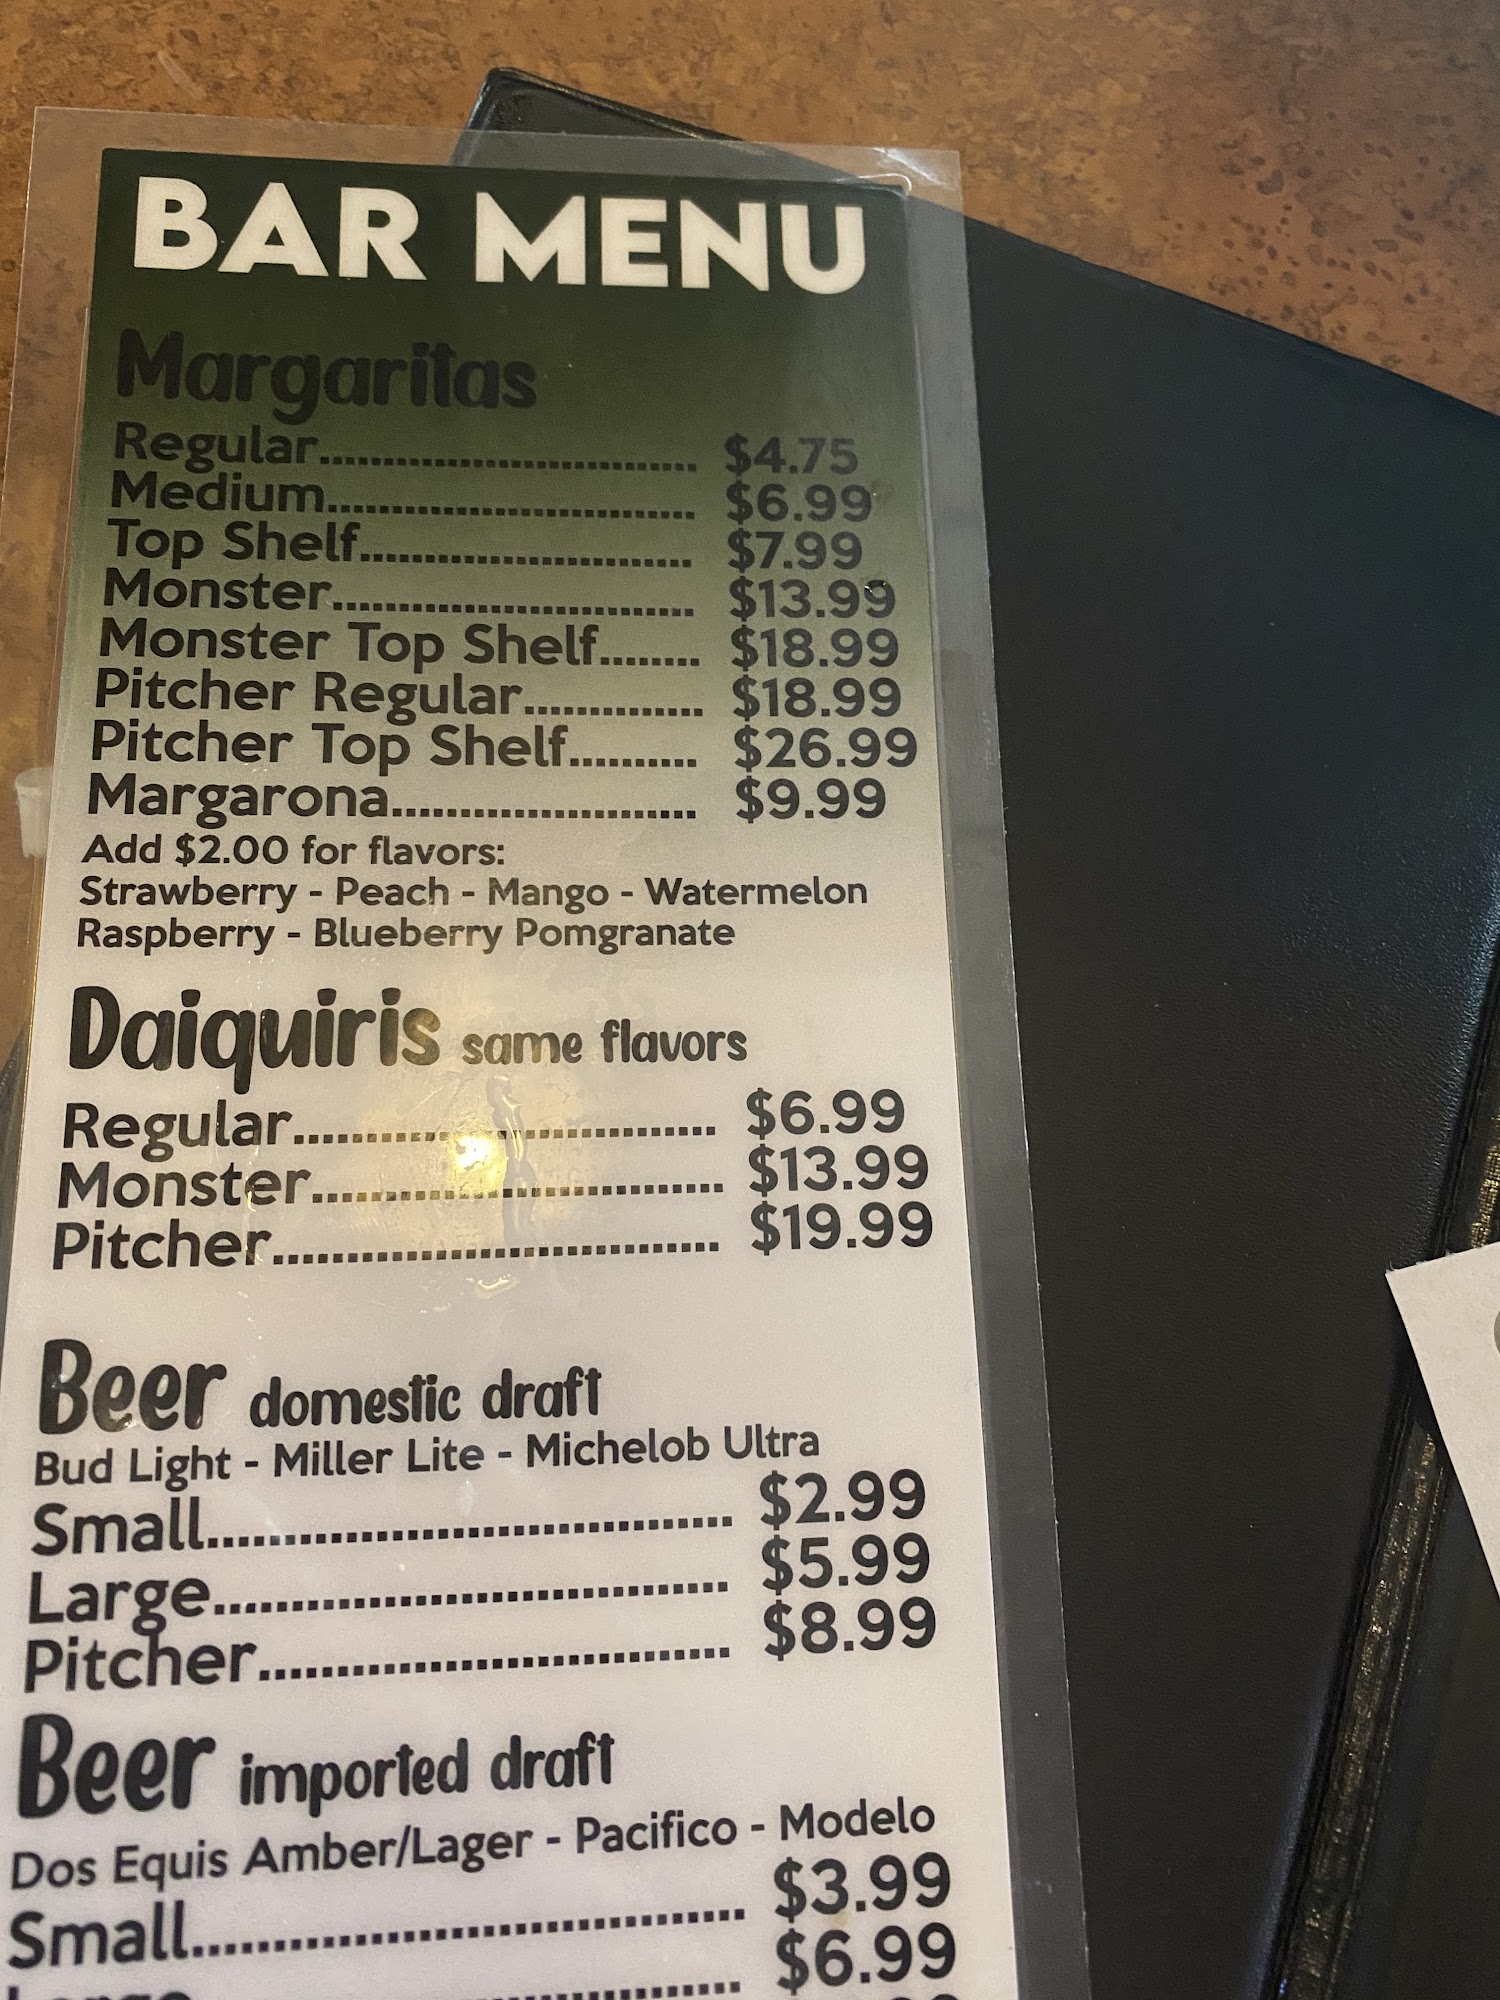 BAR MENU
Margaritas
Regular............................. $4.75
Medium............................ $6.99
Top Shelf......................... $7.99
Monster........................... $13.99
Monster Top Shelf........ $18.99
Pitcher Regular.............. $18.99
Pitcher Top Shelf.......... $26.99
Margarona....................... $9.99
Add $2.00 for flavors:
Strawberry - Peach - Mango - Watermelon
Raspberry - Blueberry Pomgranate
Daiquiris same flavors
Regular............................. $6.99
Monster............................ $13.99
Pitcher.............................. $19.99
Beer domestic draft
Bud Light - Miller Lite - Michelob Ultra
Small.................................. $2.99
Large................................. $5.99
Pitcher.............................. $8.99
Beer imported draft
Dos Equis Amber/Lager - Pacifico - Modelo
Small.................................. $3.99
Large................................. $6.99